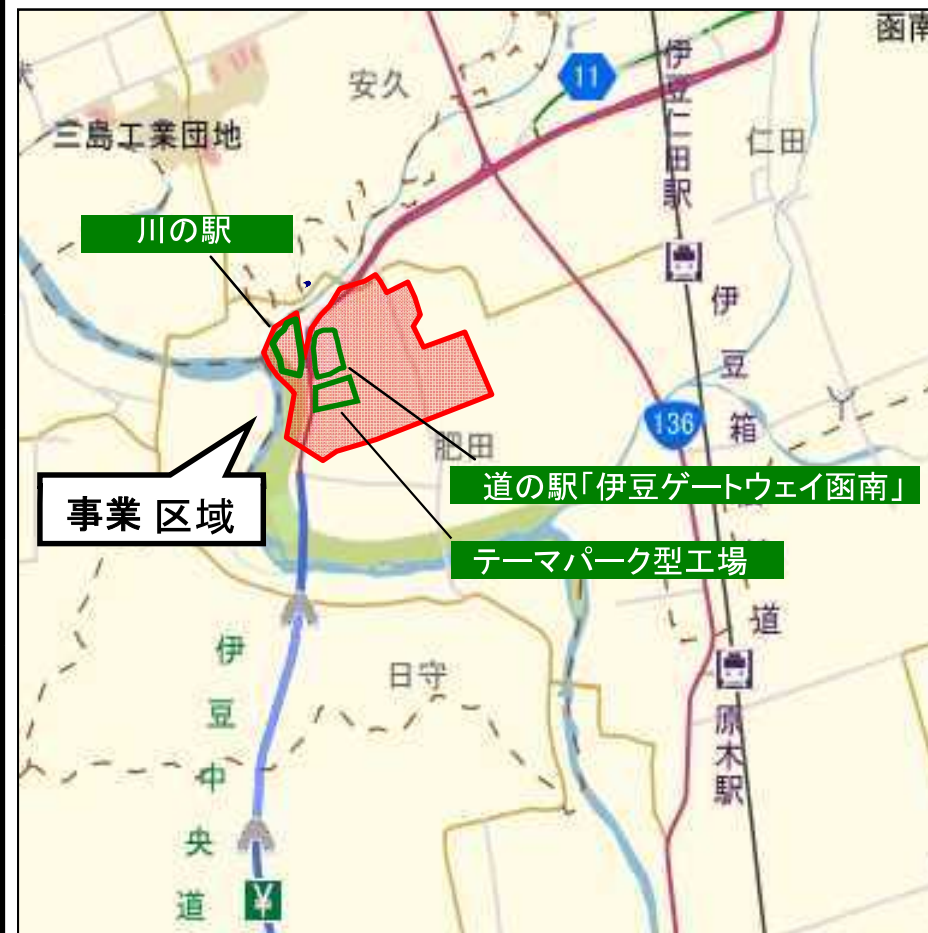 函南
安久
11
伊豆仁田駅
仁田
三島工業団地
川の駅
伊豆箱
道
136
肥田
道の駅「伊豆ゲートウェイ函南」
事業 区域
テーマパーク型工場
日守
原木駅
伊豆中央道
¥